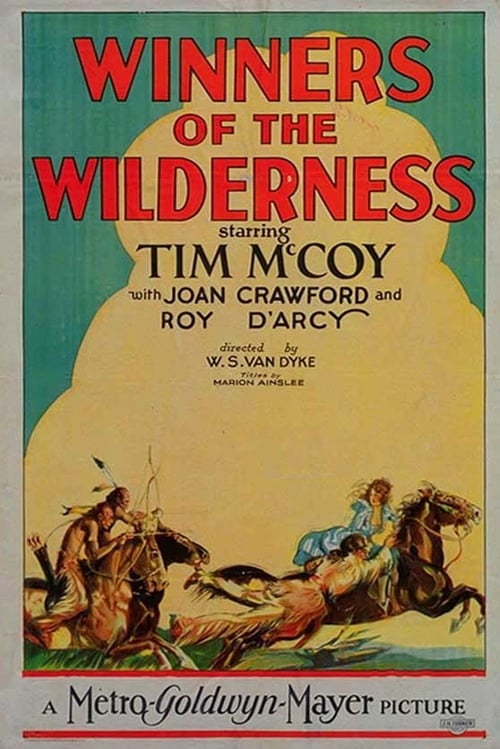 WINNERS
OF THE
WILDERNESS
starring
TIM McCOY
with JOAN CRAWFORD and
ROY D'ARCY
directed by
W.S. VAN DYKE
Titles by
MARION AINSLEE
A Metro-Goldwyn-Mayer PICTURE